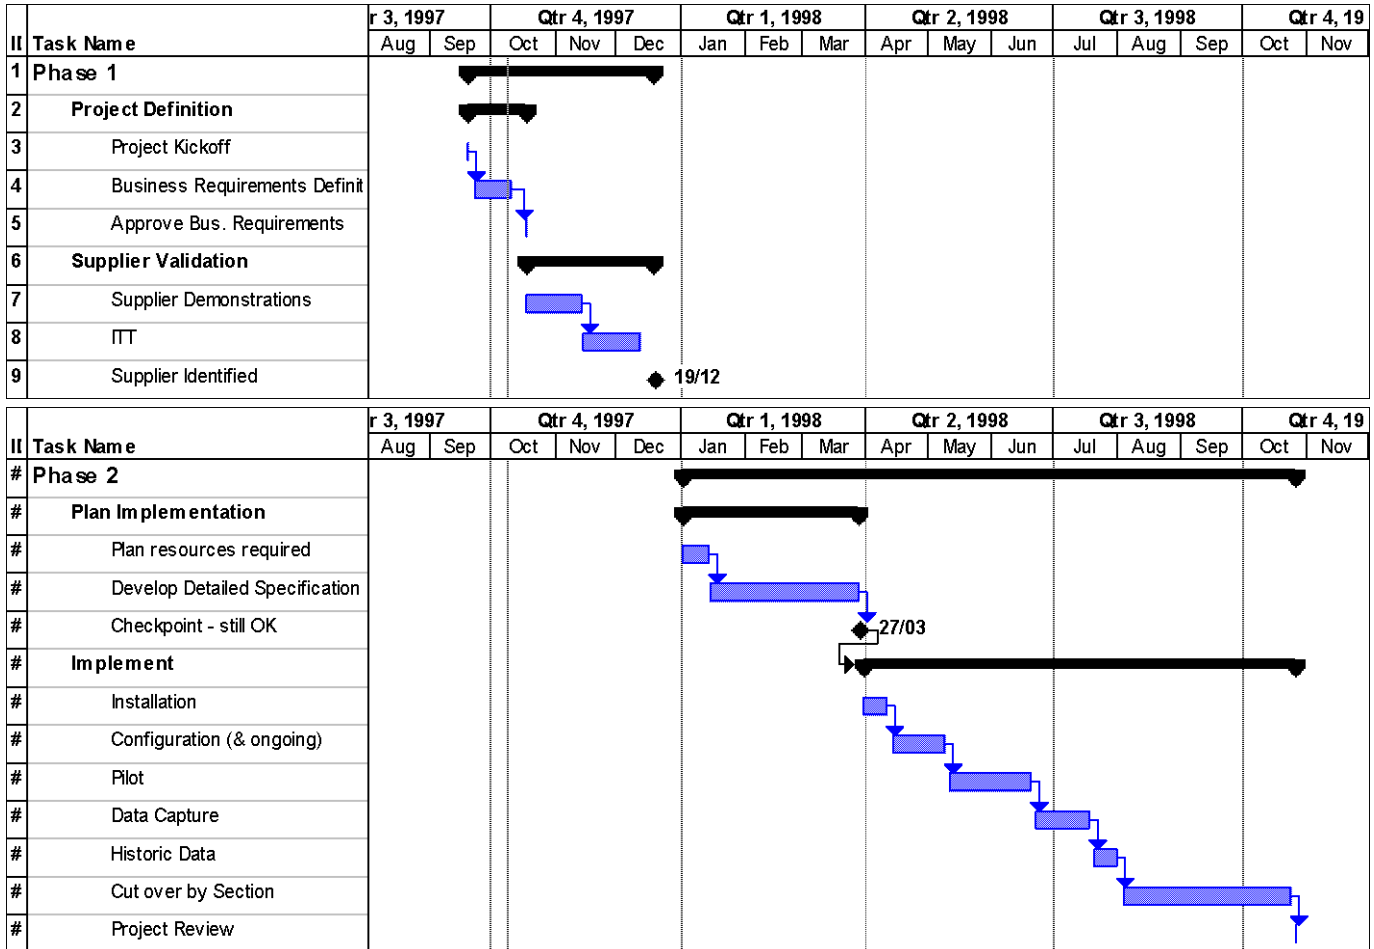 r 3, 1997 Qtr 4, 1997 Qtr 1, 1998 Qtr 2, 1998 Qtr 3, 1998 Qtr 4, 19
ID Task Name Aug Sep Oct Nov Dec Jan Feb Mar Apr May Jun Jul Aug Sep Oct Nov
1 Phase 1
2 Project Definition
3 Project Kickoff
4 Business Requirements Definit
5 Approve Bus. Requirements
6 Supplier Validation
7 Supplier Demonstrations
8 ITT
9 Supplier Identified 19/12
r 3, 1997 Qtr 4, 1997 Qtr 1, 1998 Qtr 2, 1998 Qtr 3, 1998 Qtr 4, 19
ID Task Name Aug Sep Oct Nov Dec Jan Feb Mar Apr May Jun Jul Aug Sep Oct Nov
# Phase 2
# Plan Implementation
# Plan resources required
# Develop Detailed Specification
# Checkpoint - still OK 27/03
# Implement
# Installation
# Configuration (& ongoing)
# Pilot
# Data Capture
# Historic Data
# Cut over by Section
# Project Review